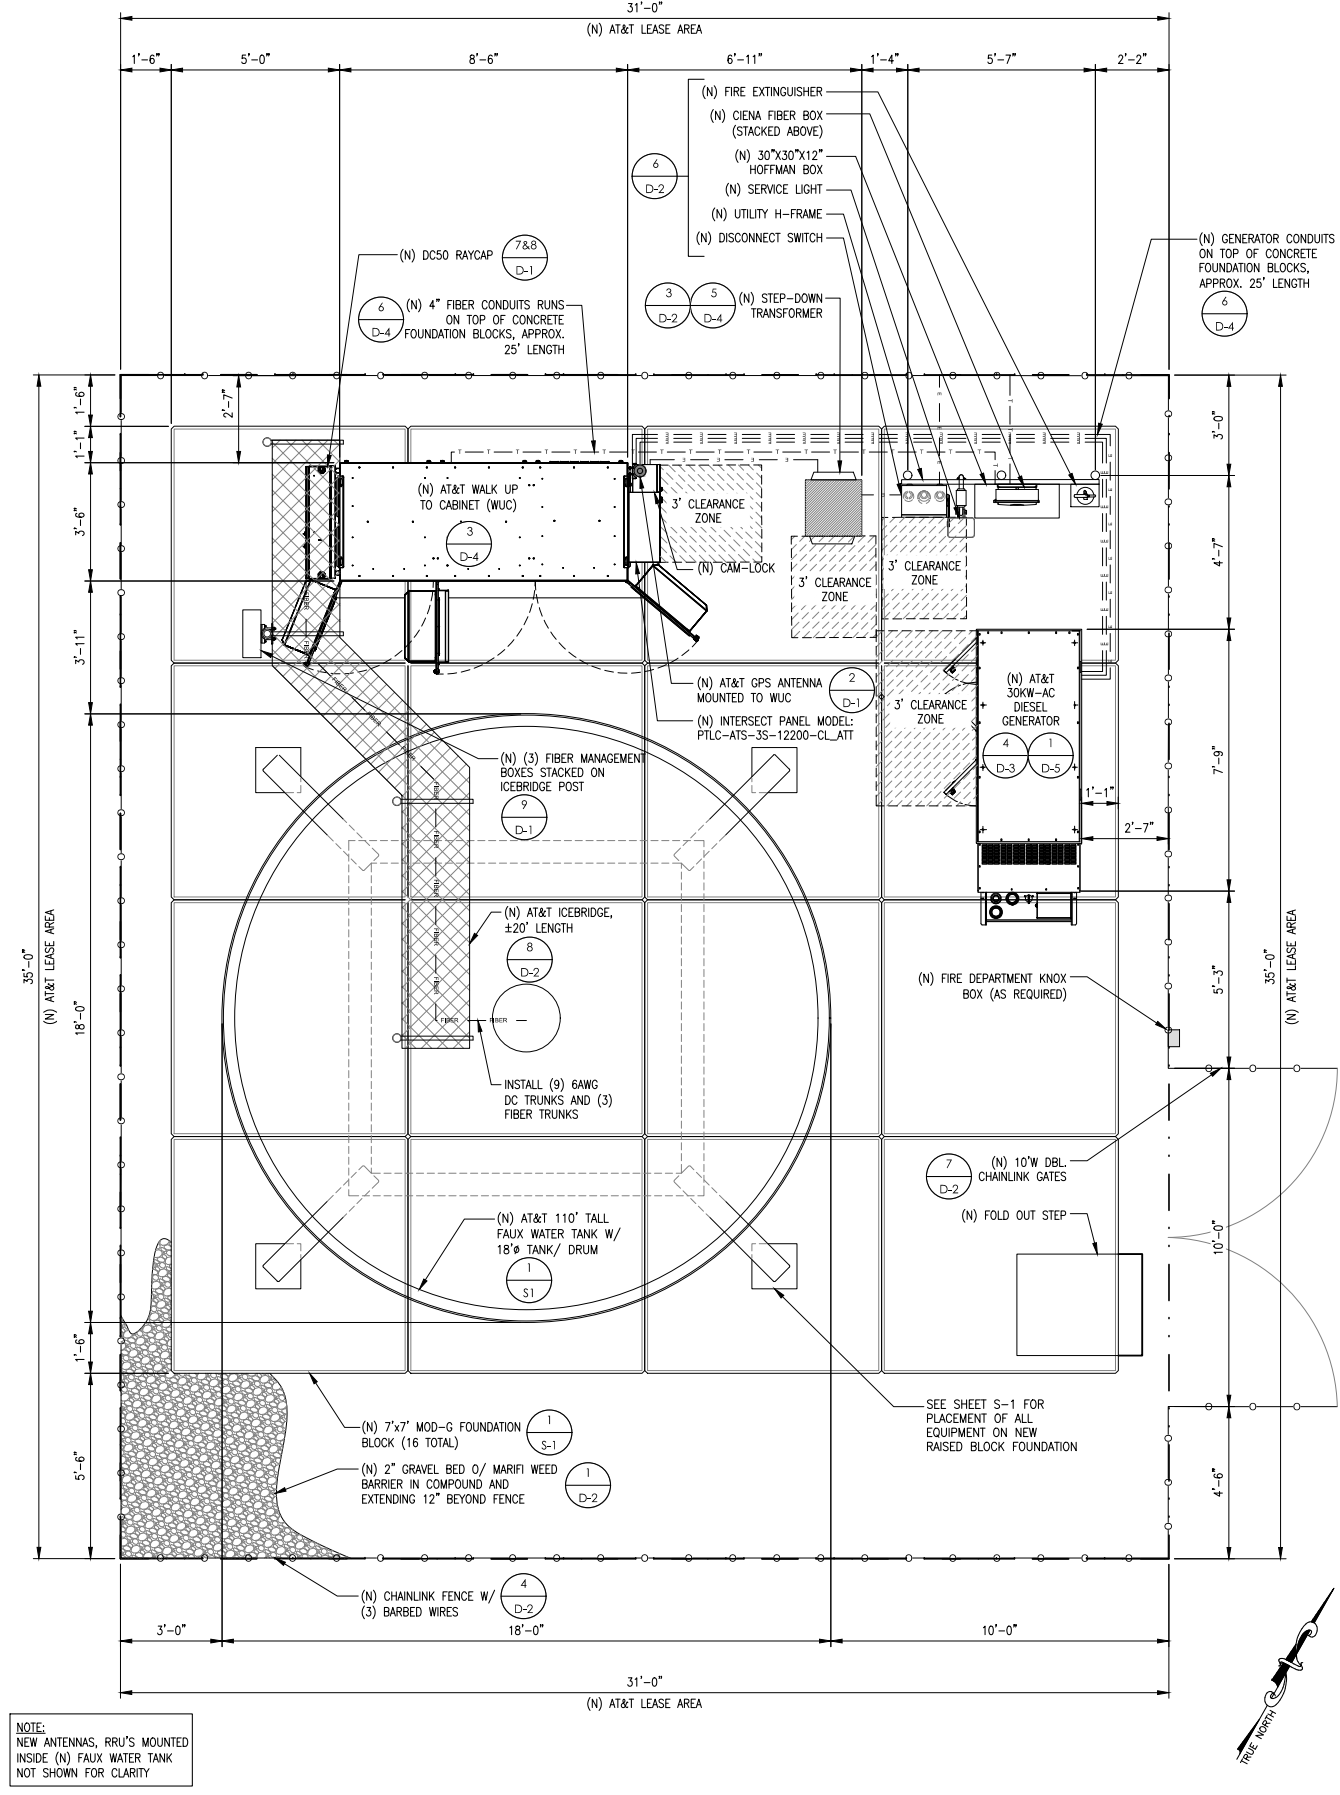 31'-0"
(N) AT&T LEASE AREA
1'-6"
5'-0"
8'-6"
6'-11"
1'-4"
5'-7"
2'-2"
(N) FIRE EXTINGUISHER
(N) CIENA FIBER BOX
(STACKED ABOVE)
(N) 30"X30"X12"
HOFFMAN BOX
6
D-2
(N) SERVICE LIGHT
(N) UTILITY H-FRAME
(N) DISCONNECT SWITCH
(N) DC50 RAYCAP
7&8
D-1
(N) GENERATOR CONDUITS
ON TOP OF CONCRETE
FOUNDATION BLOCKS,
APPROX. 25' LENGTH
6
D-4
6
D-4
(N) 4" FIBER CONDUITS RUNS
ON TOP OF CONCRETE
FOUNDATION BLOCKS, APPROX.
25' LENGTH
3
D-2
5
D-4
(N) STEP-DOWN
TRANSFORMER
1'-6"
1'-1"
2'-7"
3'-6"
3'-11"
18'-0"
1'-6"
5'-6"
35'-0"
(N) AT&T LEASE AREA
3'-0"
4'-7"
7'-9"
5'-3"
10'-0"
4'-6"
35'-0"
(N) AT&T LEASE AREA
(N) AT&T WALK UP
TO CABINET (WUC)
3
D-4
3' CLEARANCE
ZONE
3' CLEARANCE
ZONE
3' CLEARANCE
ZONE
3' CLEARANCE
ZONE
(N) CAM-LOCK
(N) AT&T GPS ANTENNA
MOUNTED TO WUC
2
D-1
(N) INTERSECT PANEL MODEL:
PTLC-ATS-3S-12200-CL_ATT
(N) AT&T
30KW-AC
DIESEL
GENERATOR
4
D-3
1
D-5
1'-1"
2'-7"
FIBER
FIBER
FIBER
FIBER
FIBER
FIBER
FIBER
FIBER
FIBER
FIBER
FIBER
FIBER
(N) (3) FIBER MANAGEMENT
BOXES STACKED ON
ICEBRIDGE POST
9
D-1
(N) AT&T ICEBRIDGE,
±20' LENGTH
8
D-2
INSTALL (9) 6AWG
DC TRUNKS AND (3)
FIBER TRUNKS
(N) FIRE DEPARTMENT KNOX
BOX (AS REQUIRED)
7
D-2
(N) 10'W DBL.
CHAINLINK GATES
(N) FOLD OUT STEP
(N) AT&T 110' TALL
FAUX WATER TANK W/
18'ø TANK/ DRUM
1
S1
(N) 7'x7' MOD-G FOUNDATION
BLOCK (16 TOTAL)
1
S-1
(N) 2" GRAVEL BED O/ MARIFI WEED
BARRIER IN COMPOUND AND
EXTENDING 12" BEYOND FENCE
1
D-2
SEE SHEET S-1 FOR
PLACEMENT OF ALL
EQUIPMENT ON NEW
RAISED BLOCK FOUNDATION
(N) CHAINLINK FENCE W/
(3) BARBED WIRES
4
D-2
3'-0"
18'-0"
10'-0"
31'-0"
(N) AT&T LEASE AREA
NOTE:
NEW ANTENNAS, RRU'S MOUNTED
INSIDE (N) FAUX WATER TANK
NOT SHOWN FOR CLARITY
TRUE NORTH